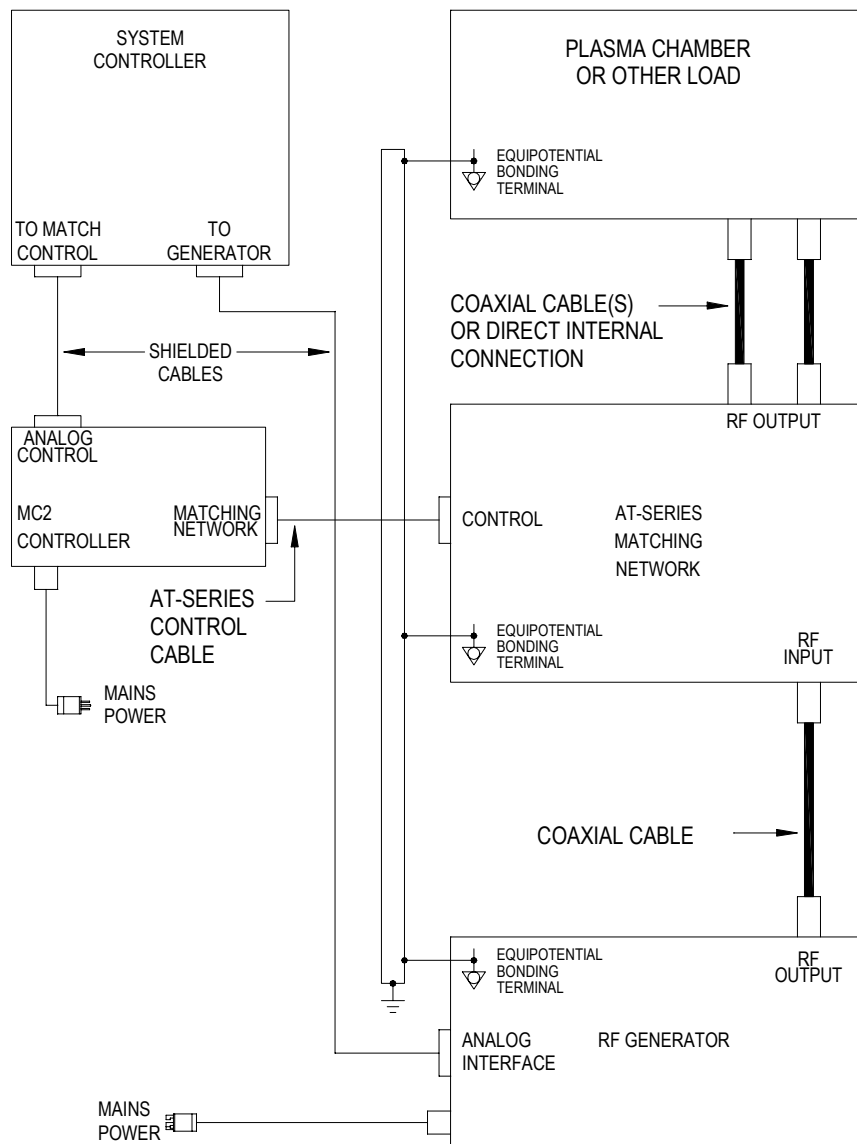 SYSTEM
CONTROLLER
TO MATCH
CONTROL
TO
GENERATOR
SHIELDED
CABLES
ANALOG
CONTROL
MC2
CONTROLLER
MATCHING
NETWORK
AT-SERIES
CONTROL
CABLE
MAINS
POWER
PLASMA CHAMBER
OR OTHER LOAD
EQUIPOTENTIAL
BONDING
TERMINAL
COAXIAL CABLE(S)
OR DIRECT INTERNAL
CONNECTION
RF OUTPUT
CONTROL
AT-SERIES
MATCHING
NETWORK
EQUIPOTENTIAL
BONDING
TERMINAL
RF
INPUT
COAXIAL CABLE
EQUIPOTENTIAL
BONDING
TERMINAL
RF
OUTPUT
ANALOG
INTERFACE
RF GENERATOR
MAINS
POWER